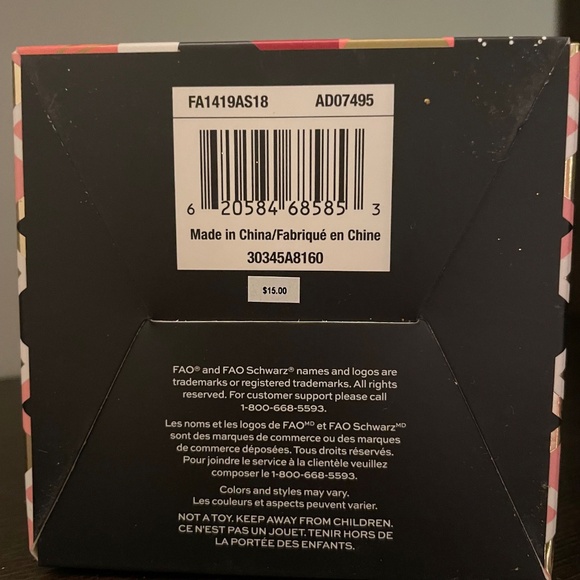 FA1419AS18 AD07495
6 20584 68585 3
Made in China/Fabriqué en Chine
30345A8160
$15.00
FAO® and FAO Schwarz® names and logos are
trademarks or registered trademarks. All rights
reserved. For customer support please call
1-800-668-5593.
Les noms et les logos de FAOᴹᴰ et FAO Schwarzᴹᴰ
sont des marques de commerce ou des marques
de commerce déposées. Tous droits réservés.
Pour joindre le service à la clientèle veuillez
composer le 1-800-668-5593.
Colors and styles may vary.
Les couleurs et aspects peuvent varier.
NOT A TOY. KEEP AWAY FROM CHILDREN.
CE N'EST PAS UN JOUET. TENIR HORS DE
LA PORTÉE DES ENFANTS.